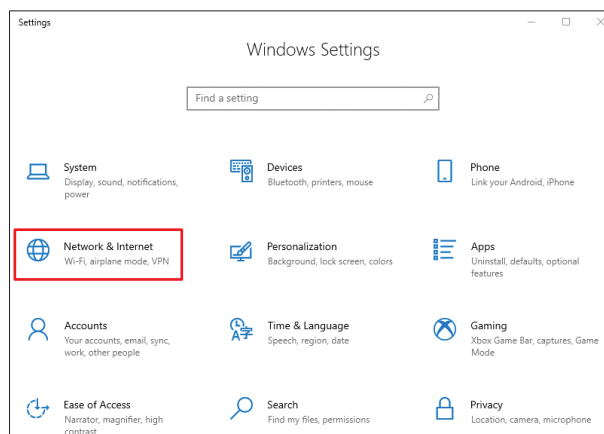 Settings
Windows Settings
Find a setting
System
Display, sound, notifications,
power
Devices
Bluetooth, printers, mouse
Phone
Link your Android, iPhone
Network & Internet
Wi-Fi, airplane mode, VPN
Personalization
Background, lock screen, colors
Apps
Uninstall, defaults, optional
features
Accounts
Your accounts, email, sync,
work, other people
Time & Language
Speech, region, date
Gaming
Xbox Game Bar, captures, Game
Mode
Ease of Access
Narrator, magnifier, high
contrast
Search
Find my files, permissions
Privacy
Location, camera, microphone